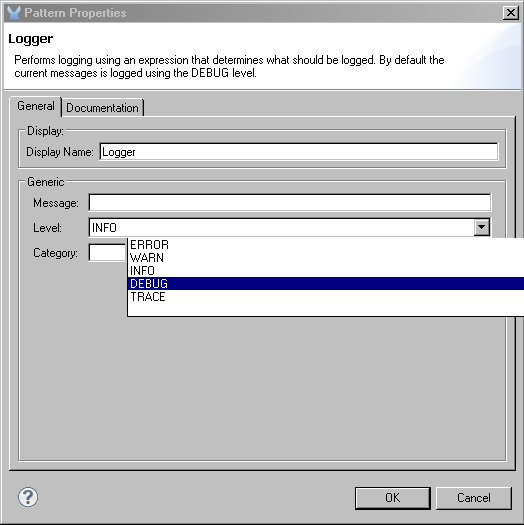 Pattern Properties
Logger
Performs logging using an expression that determines what should be logged. By default the
current messages is logged using the DEBUG level.
General
Documentation
Display:
Display Name:
Logger
Generic
Message:
Level:
INFO
Category:
ERROR
WARN
INFO
DEBUG
TRACE
?
OK
Cancel